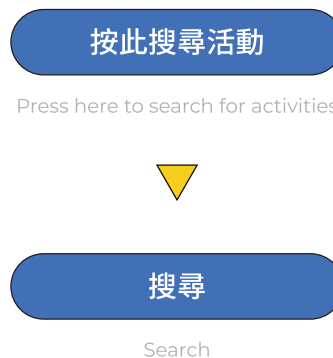 按此搜尋活動
Press here to search for activities
搜尋
Search